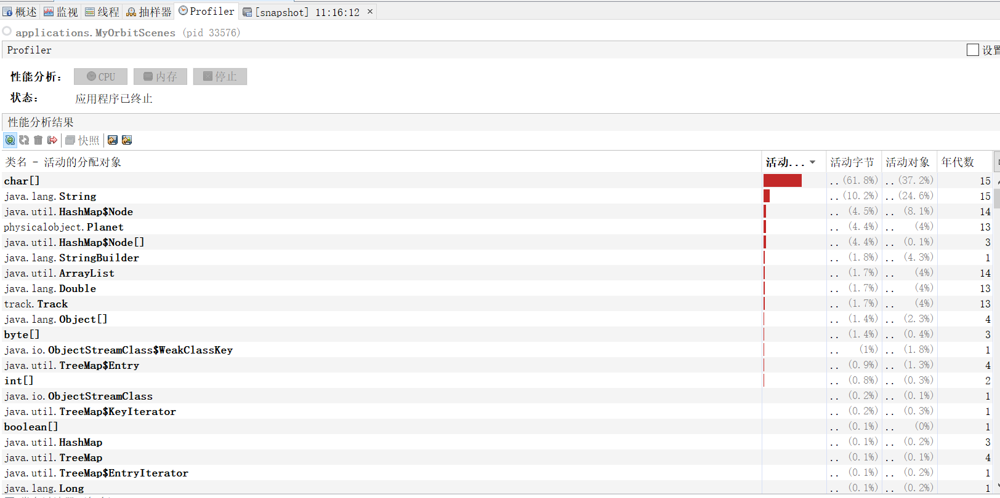 概述 监视 线程 抽样器 Profiler [snapshot] 11:16:12 ×
applications.MyOrbitScenes (pid 33576)
Profiler 设置
性能分析: CPU 内存 停止
状态: 应用程序已终止
性能分析结果
快照
类名 - 活动的分配对象 活动... 活动字节 活动对象 年代数
char[] ..(61.8%) ..(37.2%) 15
java.lang.String ..(10.2%) ..(24.6%) 15
java.util.HashMap$Node .. (4.5%) .. (8.1%) 14
physicalobject.Planet .. (4.4%) .. (4%) 13
java.util.HashMap$Node[] .. (4.4%) .. (0.1%) 3
java.lang.StringBuilder .. (1.8%) .. (4.3%) 1
java.util.ArrayList .. (1.7%) .. (4%) 14
java.lang.Double .. (1.7%) .. (4%) 13
track.Track .. (1.7%) .. (4%) 13
java.lang.Object[] .. (1.4%) .. (2.3%) 4
byte[] .. (1.4%) .. (0.4%) 3
java.io.ObjectStreamClass$WeakClassKey .. (1%) .. (1.8%) 1
java.util.TreeMap$Entry .. (0.9%) .. (1.3%) 4
int[] .. (0.8%) .. (0.3%) 2
java.io.ObjectStreamClass .. (0.2%) .. (0.1%) 1
java.util.TreeMap$KeyIterator .. (0.2%) .. (0.3%) 1
boolean[] .. (0.1%) .. (0%) 1
java.util.HashMap .. (0.1%) .. (0.2%) 3
java.util.TreeMap .. (0.1%) .. (0.1%) 4
java.util.TreeMap$EntryIterator .. (0.1%) .. (0.2%) 1
java.lang.Long .. (0.1%) .. (0.2%) 1